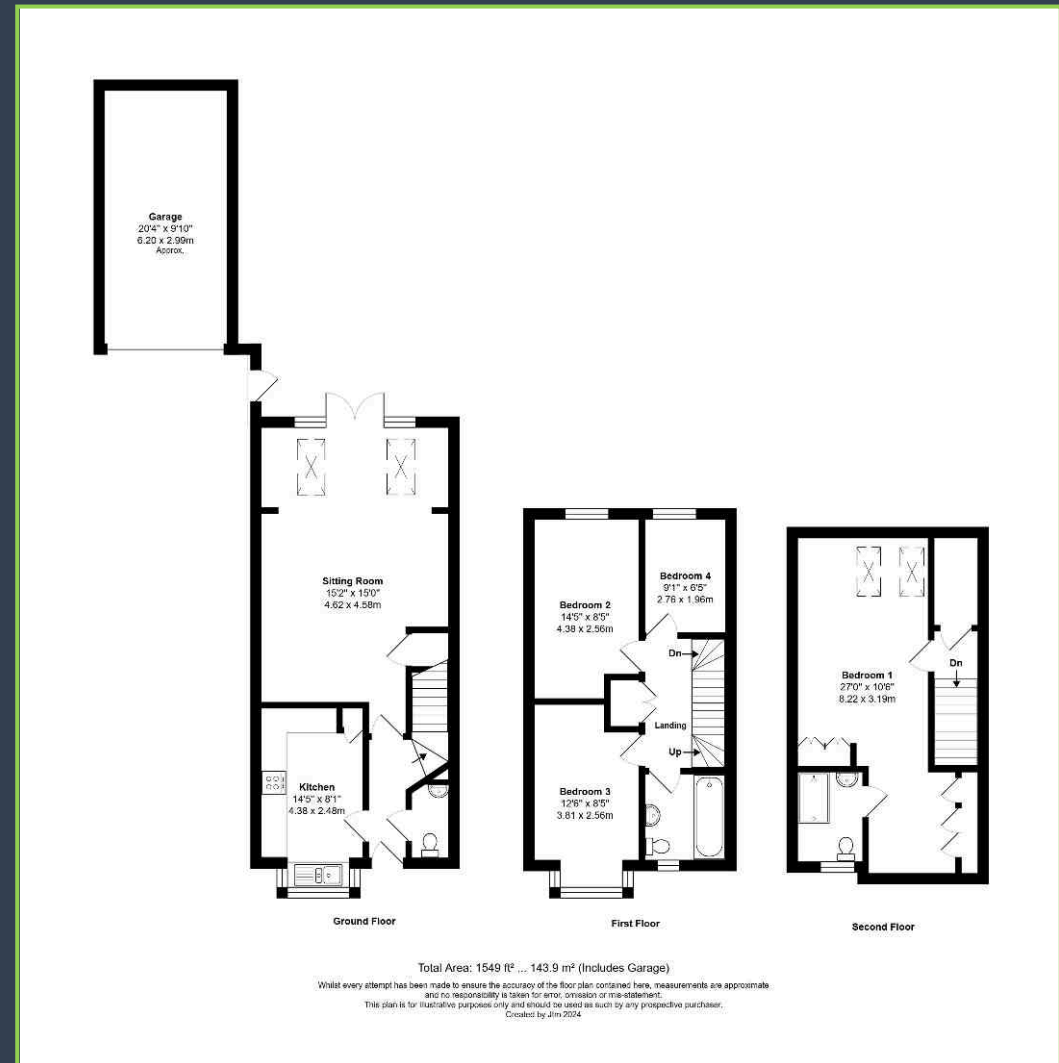 Garage
20'4" x 9'10"
6.20 x 2.99m
Approx.
Sitting Room
15'2" x 15'0"
4.62 x 4.58m
Kitchen
14'5" x 8'1"
4.38 x 2.48m
Ground Floor
Bedroom 2
14'5" x 8'5"
4.38 x 2.56m
Bedroom 4
9'1" x 6'5"
2.76 x 1.96m
Dn
Landing
Up
Bedroom 3
12'6" x 8'5"
3.81 x 2.56m
First Floor
Bedroom 1
27'0" x 10'6"
8.22 x 3.19m
Dn
Second Floor
Total Area: 1549 ft² ... 143.9 m² (Includes Garage)
Whilst every attempt has been made to ensure the accuracy of the floor plan contained here, measurements are approximate
and no responsibility is taken for error, omission or mis-statement.
This plan is for illustrative purposes only and should be used as such by any prospective purchaser.
Created by Jim 2024